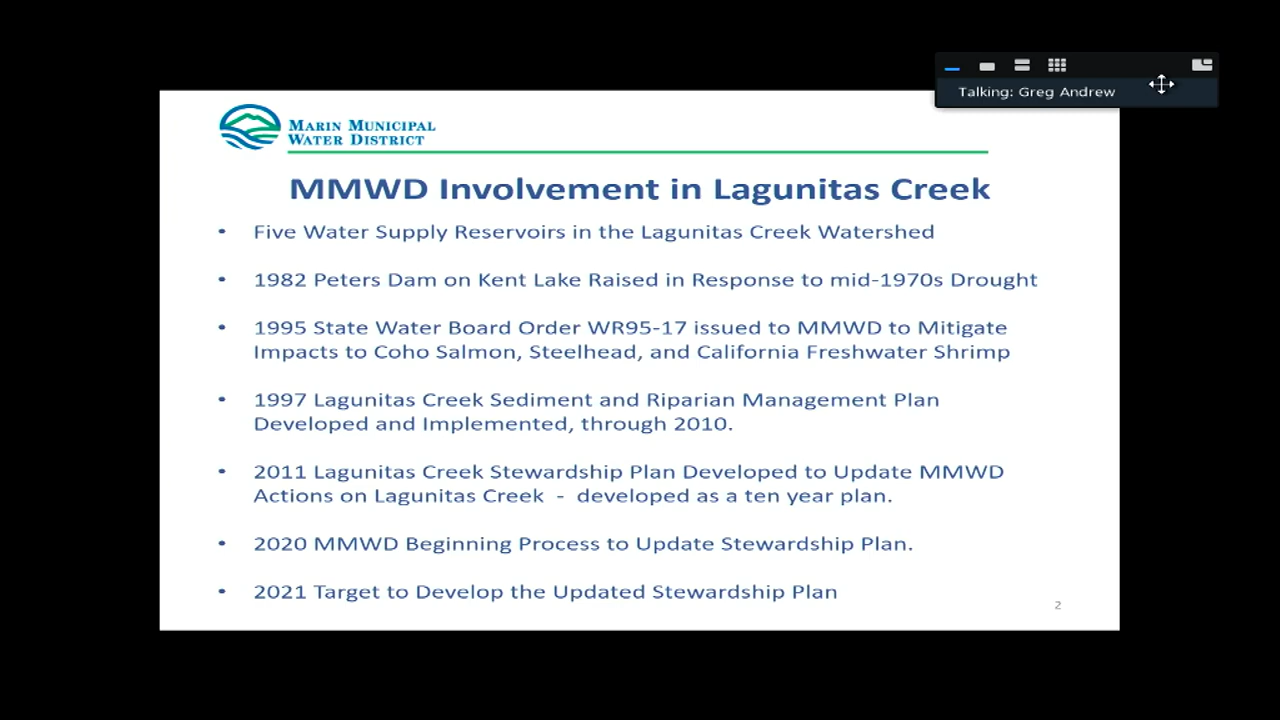 Talking: Greg Andrew
MARIN MUNICIPAL
WATER DISTRICT
MMWD Involvement in Lagunitas Creek
• Five Water Supply Reservoirs in the Lagunitas Creek Watershed
• 1982 Peters Dam on Kent Lake Raised in Response to mid-1970s Drought
• 1995 State Water Board Order WR95-17 issued to MMWD to Mitigate
Impacts to Coho Salmon, Steelhead, and California Freshwater Shrimp
• 1997 Lagunitas Creek Sediment and Riparian Management Plan
Developed and Implemented, through 2010.
• 2011 Lagunitas Creek Stewardship Plan Developed to Update MMWD
Actions on Lagunitas Creek - developed as a ten year plan.
• 2020 MMWD Beginning Process to Update Stewardship Plan.
• 2021 Target to Develop the Updated Stewardship Plan
2